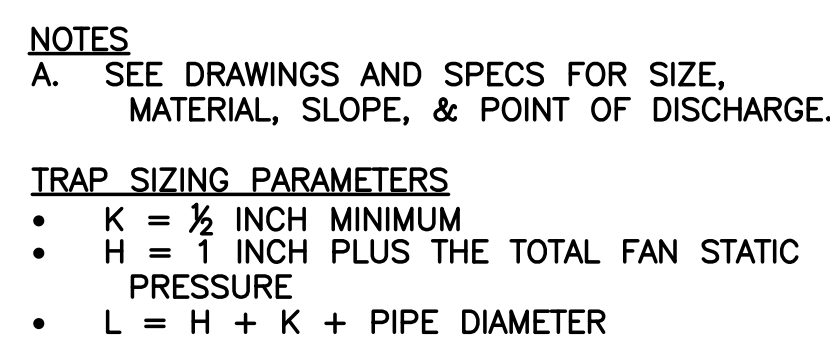 NOTES
A. SEE DRAWINGS AND SPECS FOR SIZE,
MATERIAL, SLOPE, & POINT OF DISCHARGE.
TRAP SIZING PARAMETERS
• K = ½ INCH MINIMUM
• H = 1 INCH PLUS THE TOTAL FAN STATIC
PRESSURE
• L = H + K + PIPE DIAMETER